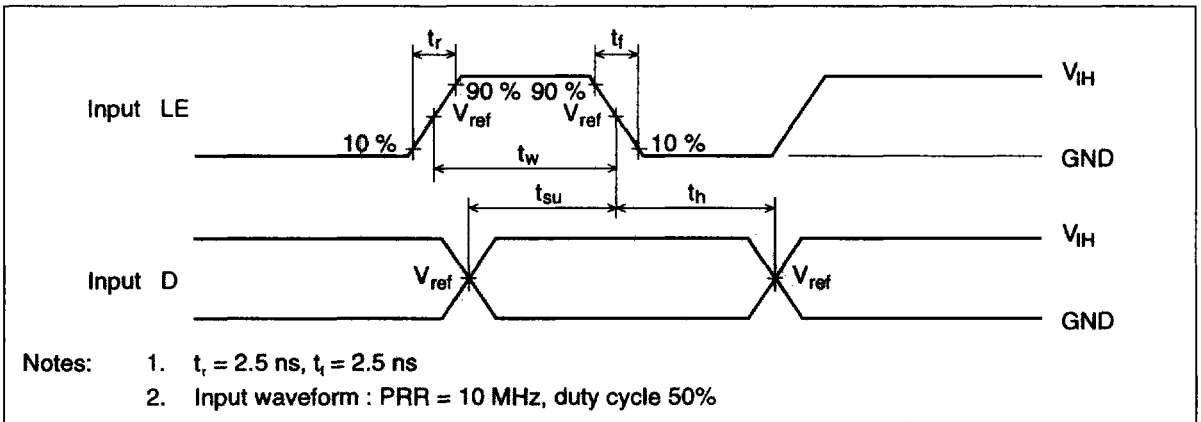 tr tf
VIH
90 % 90 %
Input LE
Vref Vref
10 % 10 %
tw
GND
tsu th
VIH
Input D
Vref Vref
GND
Notes: 1. tr = 2.5 ns, tf = 2.5 ns
2. Input waveform : PRR = 10 MHz, duty cycle 50%